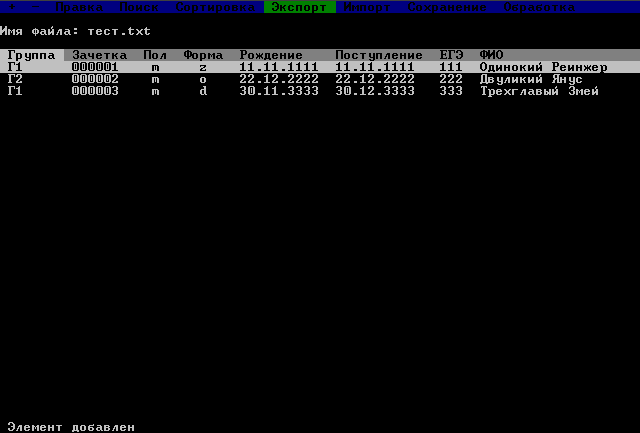 + - Правка Поиск Сортировка Экспорт Импорт Сохранение Обработка
Имя файла: тест.txt
Группа Зачетка Пол Форма Рождение Поступление ЕГЭ ФИО
Г1 000001 m z 11.11.1111 11.11.1111 111 Одинокий Реинжер
Г2 000002 m o 22.12.2222 22.12.2222 222 Двуликий Янус
Г1 000003 m d 30.11.3333 30.12.3333 333 Трехглавый Змей
Элемент добавлен